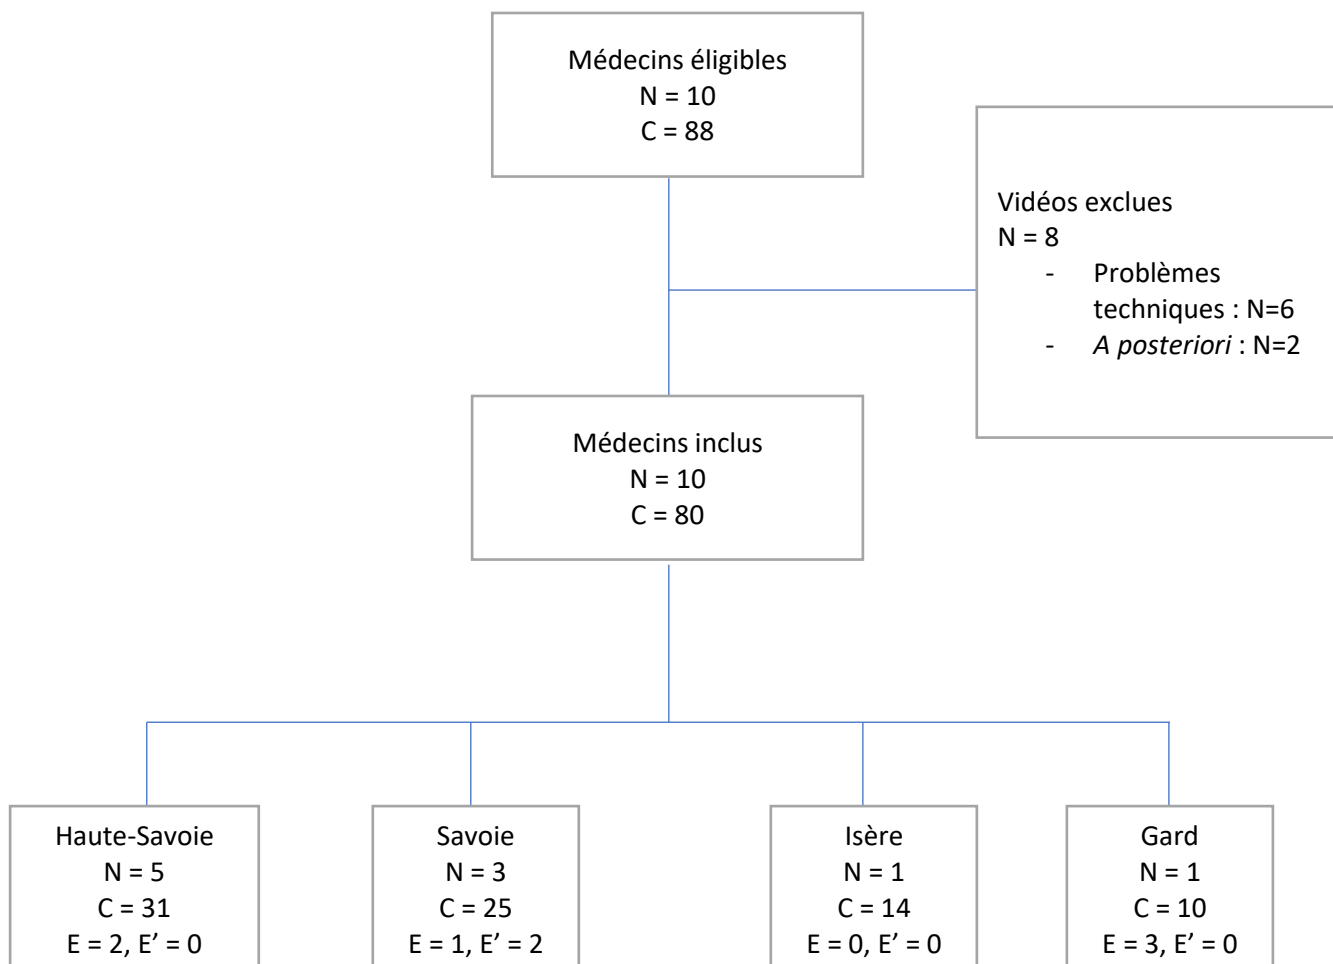 Médecins éligibles
N = 10
C = 88
Vidéos exclues
N = 8
- Problèmes
techniques : N=6
- A posteriori : N=2
Médecins inclus
N = 10
C = 80
Haute-Savoie
N = 5
C = 31
E = 2, E’ = 0
Savoie
N = 3
C = 25
E = 1, E’ = 2
Isère
N = 1
C = 14
E = 0, E’ = 0
Gard
N = 1
C = 10
E = 3, E’ = 0